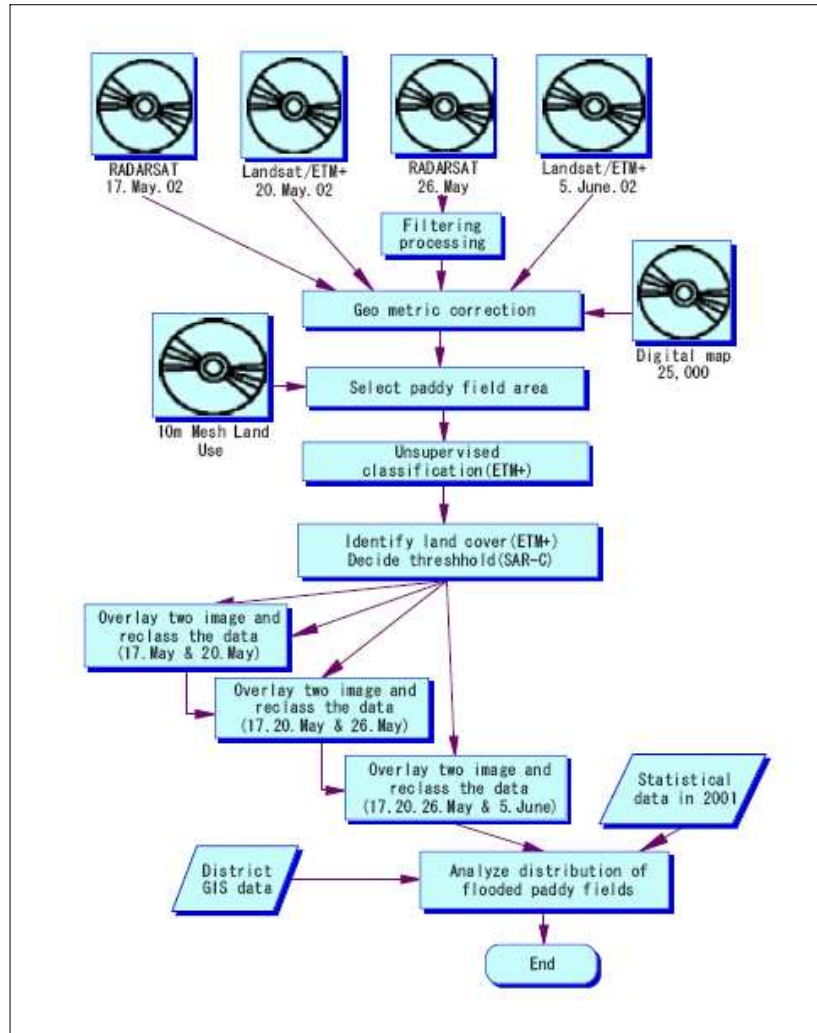 RADARSAT
17.May.02
Landsat/ETM+
20.May.02
RADARSAT
26.May
Landsat/ETM+
5.June.02
Filtering
processing
Geo metric correction
Digital map
25,000
10m Mesh Land
Use
Select paddy field area
Unsupervised
classification(ETM+)
Identify land cover(ETM+)
Decide threshhold(SAR-C)
Overlay two image and
reclass the data
(17.May & 20.May)
Overlay two image and
reclass the data
(17.20.May & 26.May)
Overlay two image and
reclass the data
(17.20.26.May & 5.June)
Statistical
data in 2001
District
GIS data
Analyze distribution of
flooded paddy fields
End